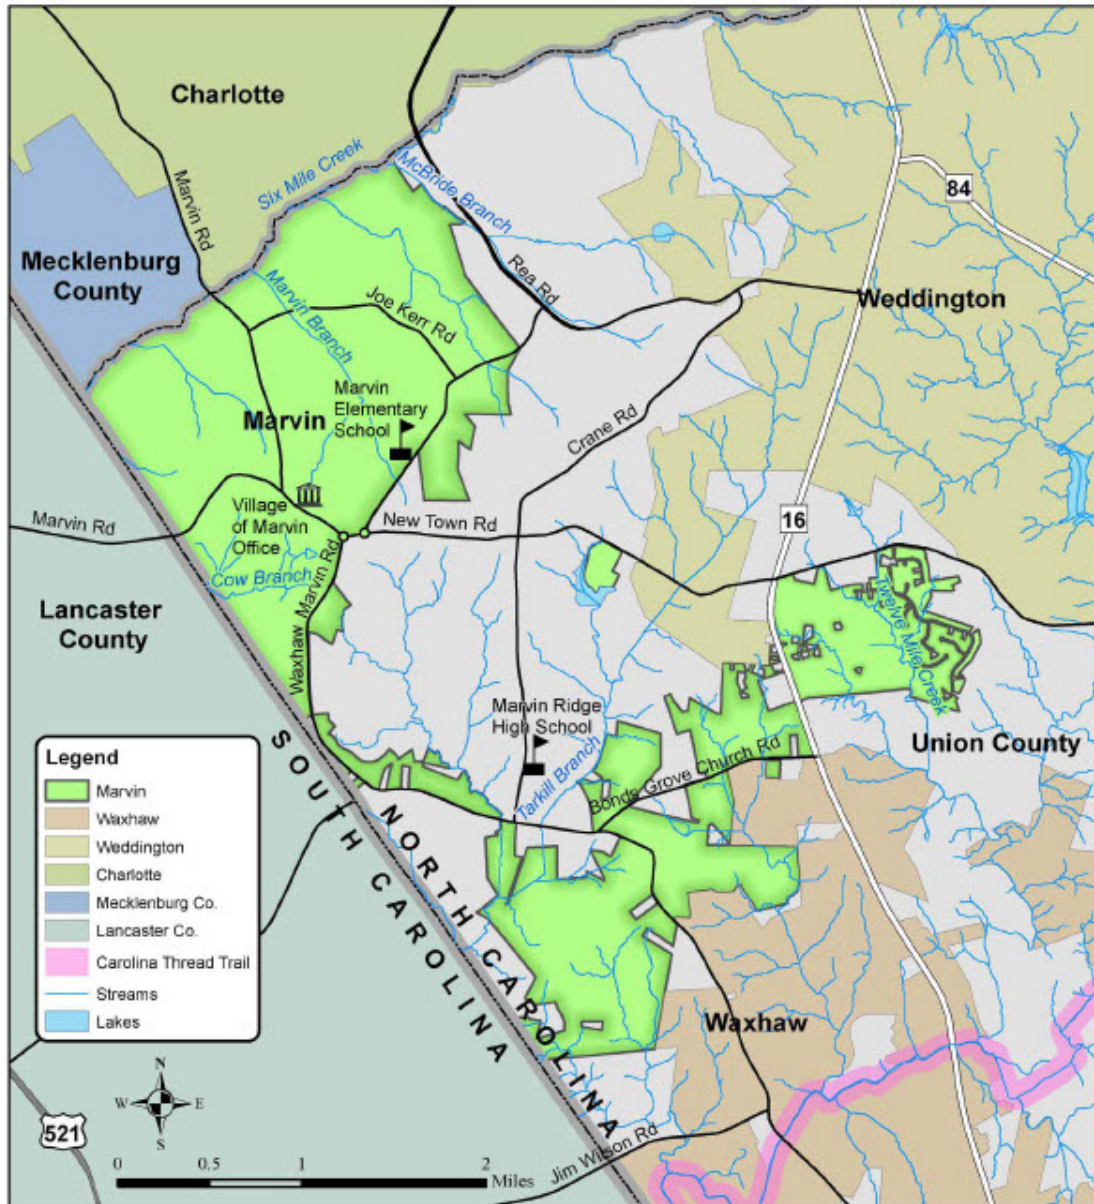 Charlotte
Six Mile Creek
McBride Branch
Marvin Rd
84
Mecklenburg
County
Marvin Branch
Joe Kerr Rd
Rea Rd
Weddington
Marvin
Elementary
School
Marvin
Crane Rd
Village
of Marvin
Office
Marvin Rd
New Town Rd
16
Cow Branch
Lancaster
County
Waxhaw Marvin Rd
Twelve Mile Creek
Marvin Ridge
High School
Tarkill Branch
Bonds Grove Church Rd
Union County
SOUTH CAROLINA
NORTH CAROLINA
Legend
Marvin
Waxhaw
Weddington
Charlotte
Mecklenburg Co.
Lancaster Co.
Carolina Thread Trail
Streams
Lakes
Waxhaw
N
W
E
S
521
Jim Wilson Rd
0
0.5
1
2
Miles